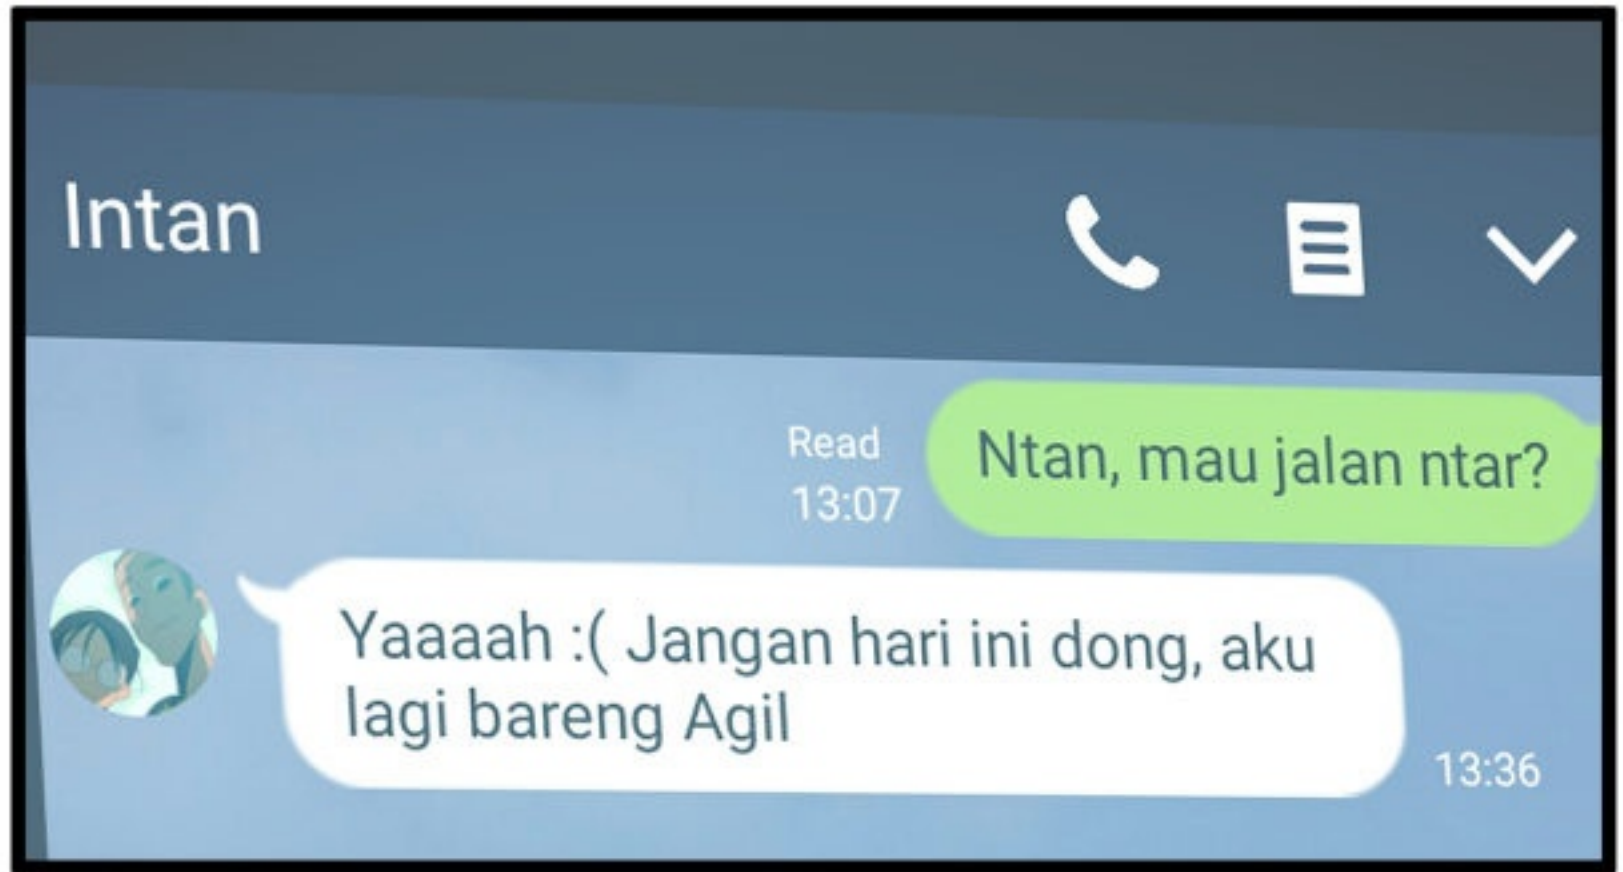 Intan
Ntan, mau jalan ntar?
Read
13:07
Yaaaah :( Jangan hari ini dong, aku
lagi bareng Agil
13:36